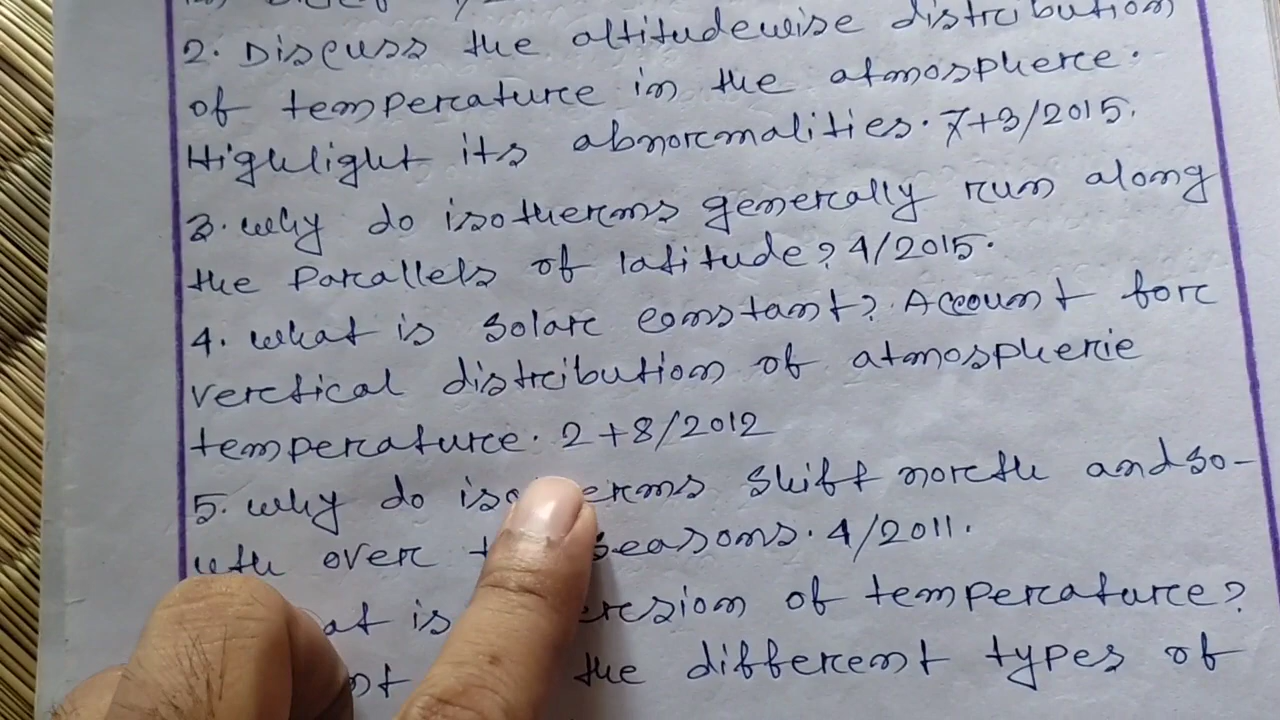 2. Discuss the altitudewise distribution
of temperature in the atmosphere.
Highlight its abnormalities. 7+3/2015.
3. Why do isotherms generally run along
the Parallels of latitude? 4/2015.
4. What is Solar constant? Account for
vertical distribution of atmospheric
temperature. 2+8/2012
5. Why do shift north and so-
uth over seasons. 4/2011.
is of temperature?
the different types of